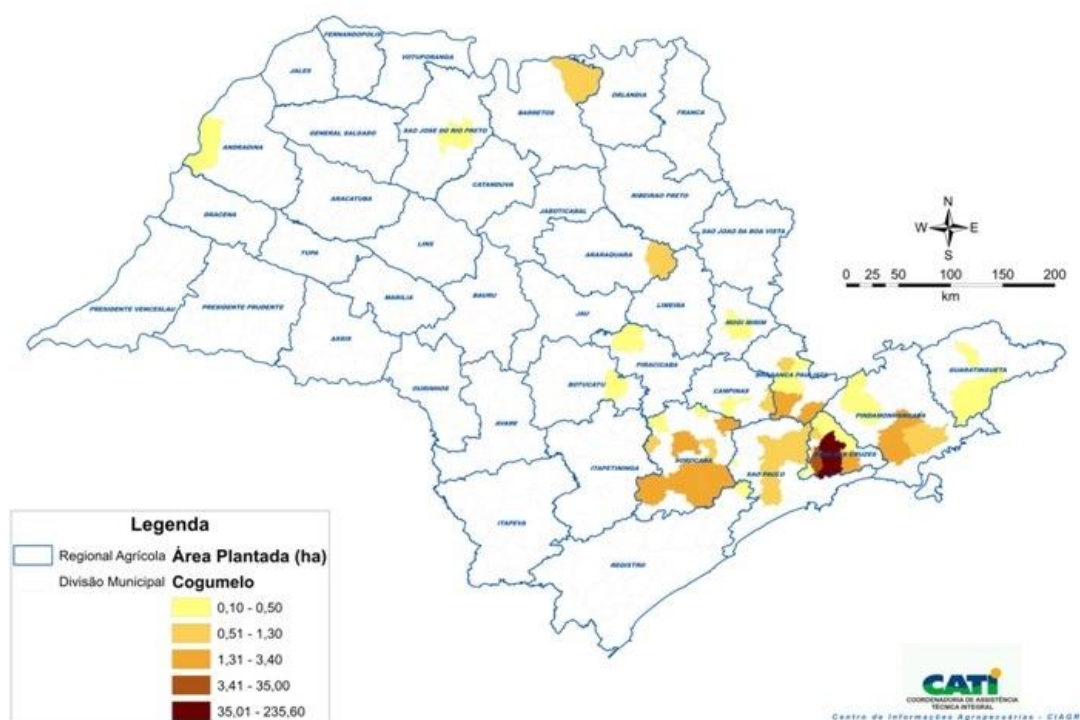 FERNANDOPOLIS
VOTUPORANGA
JALES
ORLANDIA
BARRETOS
FRANCA
GENERAL SALGADO
SAO JOSE DO RIO PRETO
ANDRADINA
CATANDUVA
RIBEIRAO PRETO
ARACATUBA
JABOTICABAL
DRACENA
SAO JOAO DA BOA VISTA
LINS
TUPA
ARARAQUARA
BAURU
MARILIA
LIMEIRA
PRESIDENTE VENCESLAU
PRESIDENTE PRUDENTE
JAU
MOGI MIRIM
ASSIS
PIRACICABA
GUARATINGUETA
BRAGANCA PAULISTA
OURINHOS
BOTUCATU
CAMPINAS
PINDAMONHANGABA
AVARE
MOGI DAS CRUZES
SOROCABA
ITAPETININGA
SAO PAULO
ITAPEVA
REGISTRO
N
W E
S
0 25 50 100 150 200
km
Legenda
Regional Agrícola Área Plantada (ha)
Divisão Municipal Cogumelo
0,10 - 0,50
0,51 - 1,30
1,31 - 3,40
3,41 - 35,00
35,01 - 235,60
CATI
COORDENADORIA DE ASSISTÊNCIA
TÉCNICA INTEGRAL
Centro de Informações Agropecuárias - CIAGRO